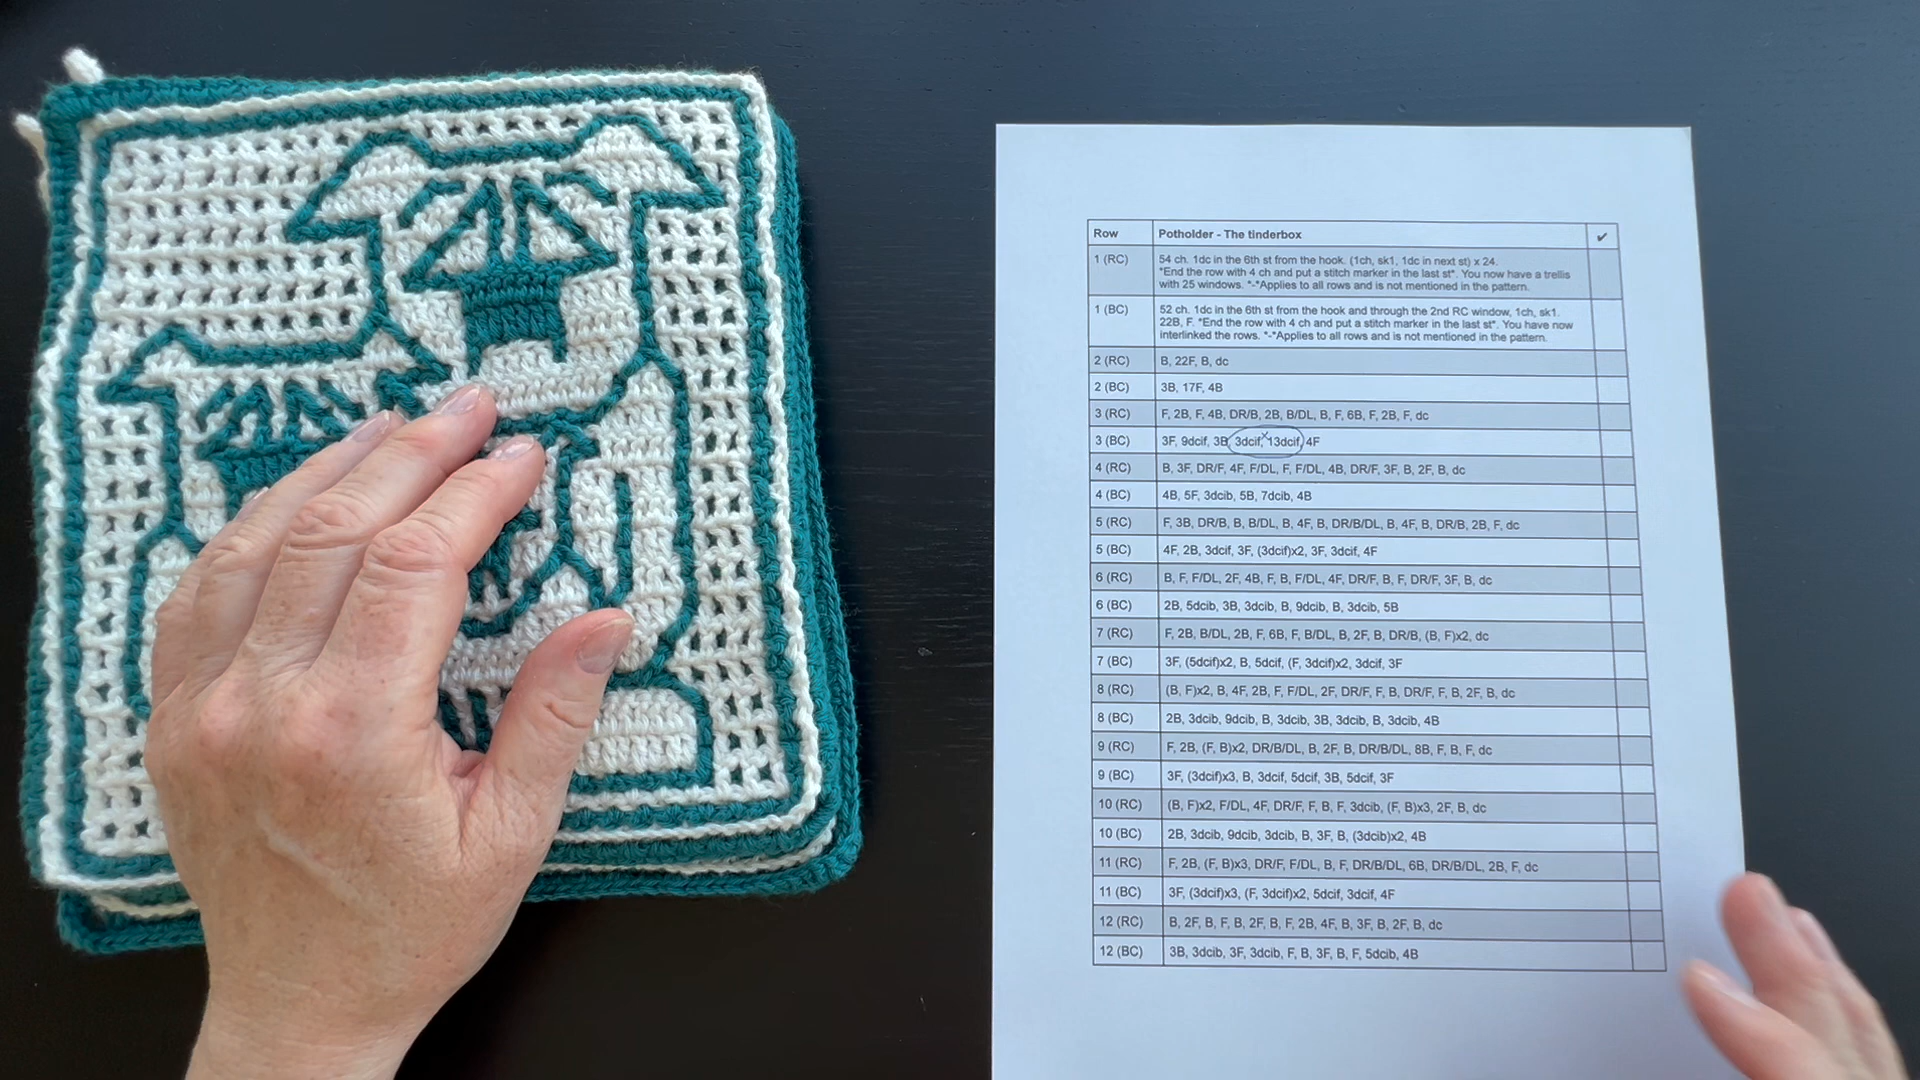 Row Potholder - The tinderbox ✓
1 (RC) 54 ch. 1dc in the 6th st from the hook. (1ch, sk1, 1dc in next st) x 24.
*End the row with 4 ch and put a stitch marker in the last st*. You now have a trellis
with 25 windows. *-*Applies to all rows and is not mentioned in the pattern.
1 (BC) 52 ch. 1dc in the 6th st from the hook and through the 2nd RC window, 1ch, sk1.
22B, F. *End the row with 4 ch and put a stitch marker in the last st*. You have now
interlinked the rows. *-*Applies to all rows and is not mentioned in the pattern.
2 (RC) B, 22F, B, dc
2 (BC) 3B, 17F, 4B
3 (RC) F, 2B, F, 4B, DR/B, 2B, B/DL, B, F, 6B, F, 2B, F, dc
3 (BC) 3F, 9dcif, 3B, 3dcif, 13dcif, 4F
4 (RC) B, 3F, DR/F, 4F, F/DL, F, F/DL, 4B, DR/F, 3F, B, 2F, B, dc
4 (BC) 4B, 5F, 3dcib, 5B, 7dcib, 4B
5 (RC) F, 3B, DR/B, B, B/DL, B, 4F, B, DR/B/DL, B, 4F, B, DR/B, 2B, F, dc
5 (BC) 4F, 2B, 3dcif, 3F, (3dcif)x2, 3F, 3dcif, 4F
6 (RC) B, F, F/DL, 2F, 4B, F, B, F/DL, 4F, DR/F, B, F, DR/F, 3F, B, dc
6 (BC) 2B, 5dcib, 3B, 3dcib, B, 9dcib, B, 3dcib, 5B
7 (RC) F, 2B, B/DL, 2B, F, 6B, F, B/DL, B, 2F, B, DR/B, (B, F)x2, dc
7 (BC) 3F, (5dcif)x2, B, 5dcif, (F, 3dcif)x2, 3dcif, 3F
8 (RC) (B, F)x2, B, 4F, 2B, F, F/DL, 2F, DR/F, F, B, DR/F, F, B, 2F, B, dc
8 (BC) 2B, 3dcib, 9dcib, B, 3dcib, 3B, 3dcib, B, 3dcib, 4B
9 (RC) F, 2B, (F, B)x2, DR/B/DL, B, 2F, B, DR/B/DL, 8B, F, B, F, dc
9 (BC) 3F, (3dcif)x3, B, 3dcif, 5dcif, 3B, 5dcif, 3F
10 (RC) (B, F)x2, F/DL, 4F, DR/F, F, B, F, 3dcib, (F, B)x3, 2F, B, dc
10 (BC) 2B, 3dcib, 9dcib, 3dcib, B, 3F, B, (3dcib)x2, 4B
11 (RC) F, 2B, (F, B)x3, DR/F, F/DL, B, F, DR/B/DL, 6B, DR/B/DL, 2B, F, dc
11 (BC) 3F, (3dcif)x3, (F, 3dcif)x2, 5dcif, 3dcif, 4F
12 (RC) B, 2F, B, F, B, 2F, B, F, 2B, 4F, B, 3F, B, 2F, B, dc
12 (BC) 3B, 3dcib, 3F, 3dcib, F, B, 3F, B, F, 5dcib, 4B